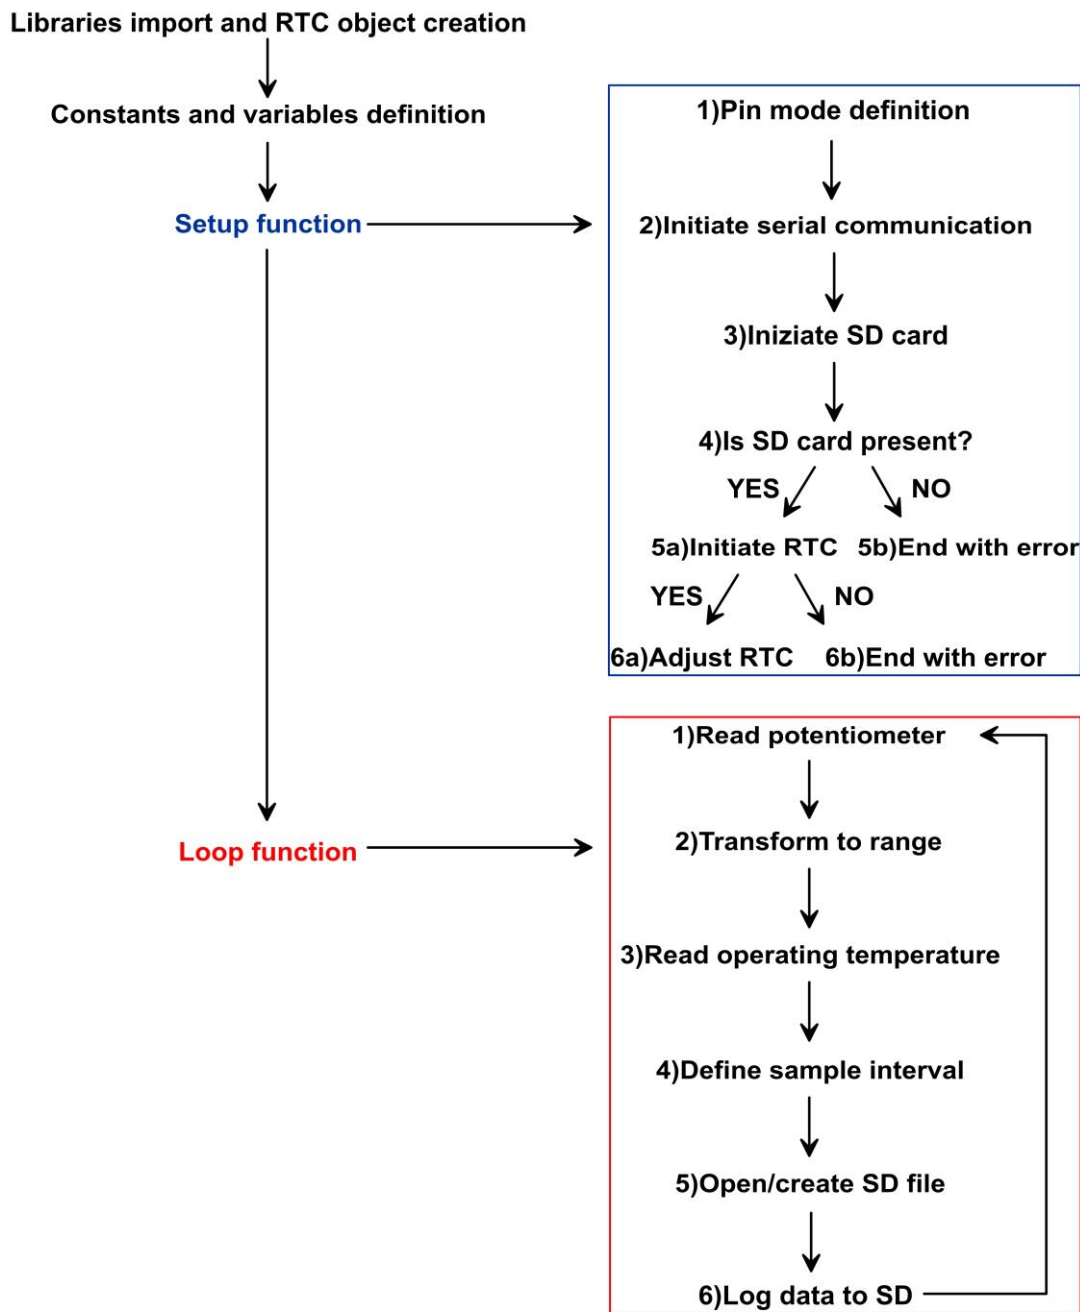 Libraries import and RTC object creation
Constants and variables definition
Setup function
1)Pin mode definition
2)Initiate serial communication
3)Iniziate SD card
4)Is SD card present?
YES
NO
5a)Initiate RTC
5b)End with error
YES
NO
6a)Adjust RTC
6b)End with error
Loop function
1)Read potentiometer
2)Transform to range
3)Read operating temperature
4)Define sample interval
5)Open/create SD file
6)Log data to SD